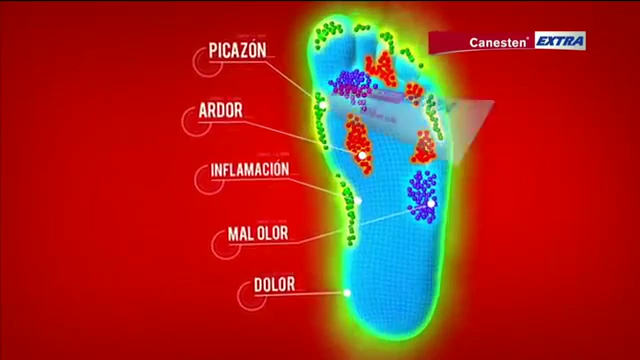 Canesten® EXTRA
PICAZÓN
ARDOR
INFLAMACIÓN
MAL OLOR
DOLOR